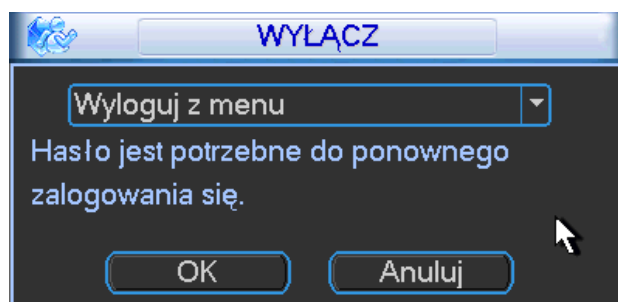 WYŁĄCZ
Wyloguj z menu
Hasło jest potrzebne do ponownego
zalogowania się.
OK
Anuluj